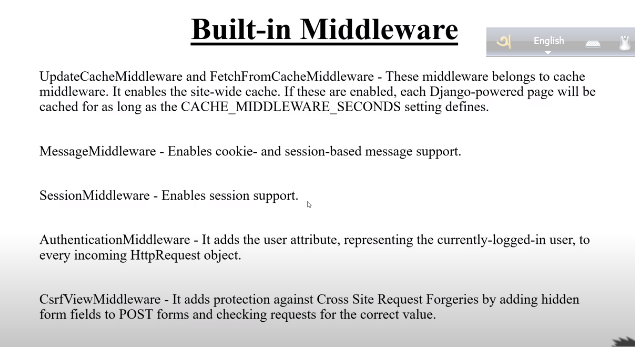 Built-in Middleware
English
UpdateCacheMiddleware and FetchFromCacheMiddleware - These middleware belongs to cache
middleware. It enables the site-wide cache. If these are enabled, each Django-powered page will be
cached for as long as the CACHE_MIDDLEWARE_SECONDS setting defines.
MessageMiddleware - Enables cookie- and session-based message support.
SessionMiddleware - Enables session support.
AuthenticationMiddleware - It adds the user attribute, representing the currently-logged-in user, to
every incoming HttpRequest object.
CsrfViewMiddleware - It adds protection against Cross Site Request Forgeries by adding hidden
form fields to POST forms and checking requests for the correct value.